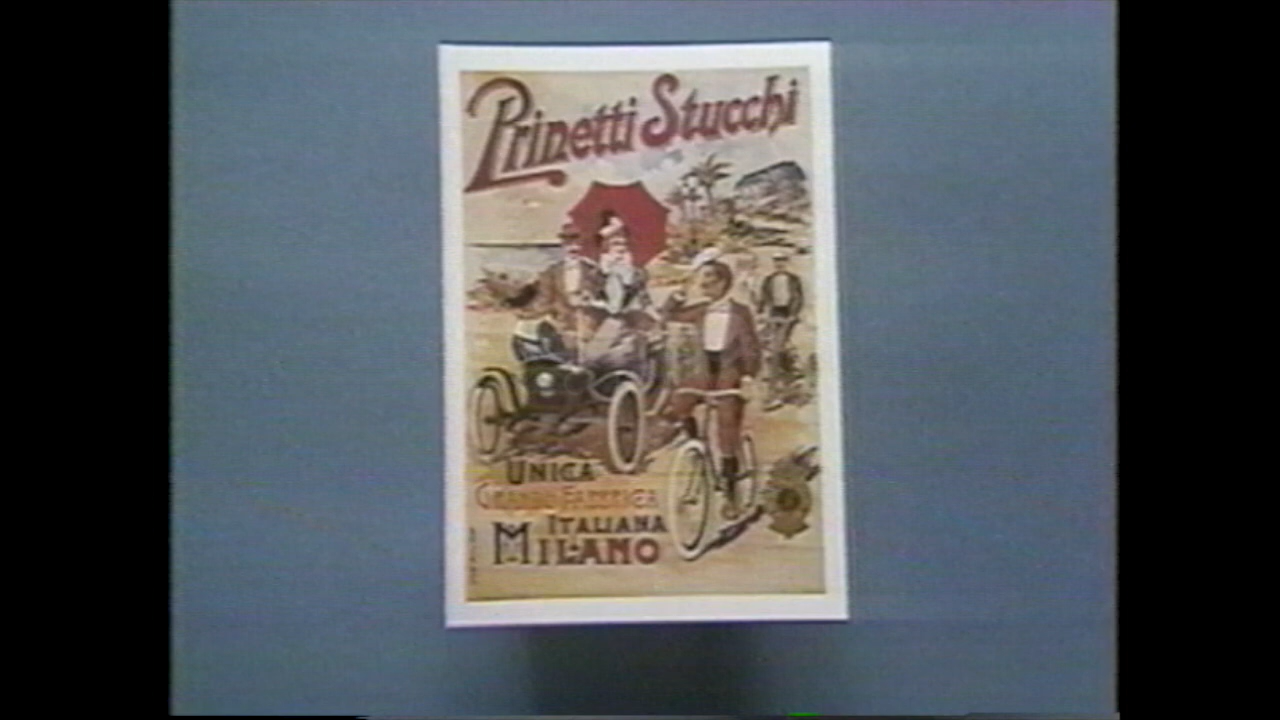 Prinetti Stucchi
UNICA
GRANDE FABBRICA
ITALIANA
MILANO